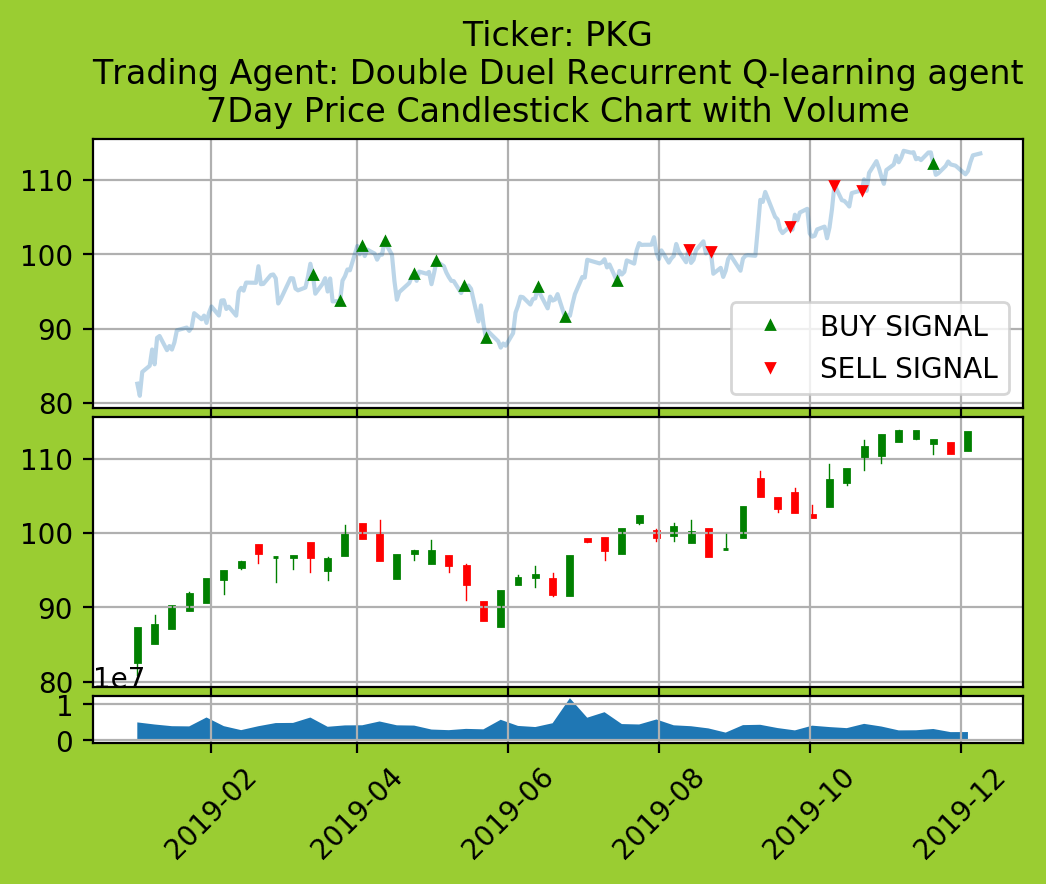 Ticker: PKG
Trading Agent: Double Duel Recurrent Q-learning agent
7Day Price Candlestick Chart with Volume
110
100
90
80
BUY SIGNAL
SELL SIGNAL
110
100
90
80
1e7
1
0
2019-02
2019-04
2019-06
2019-08
2019-10
2019-12